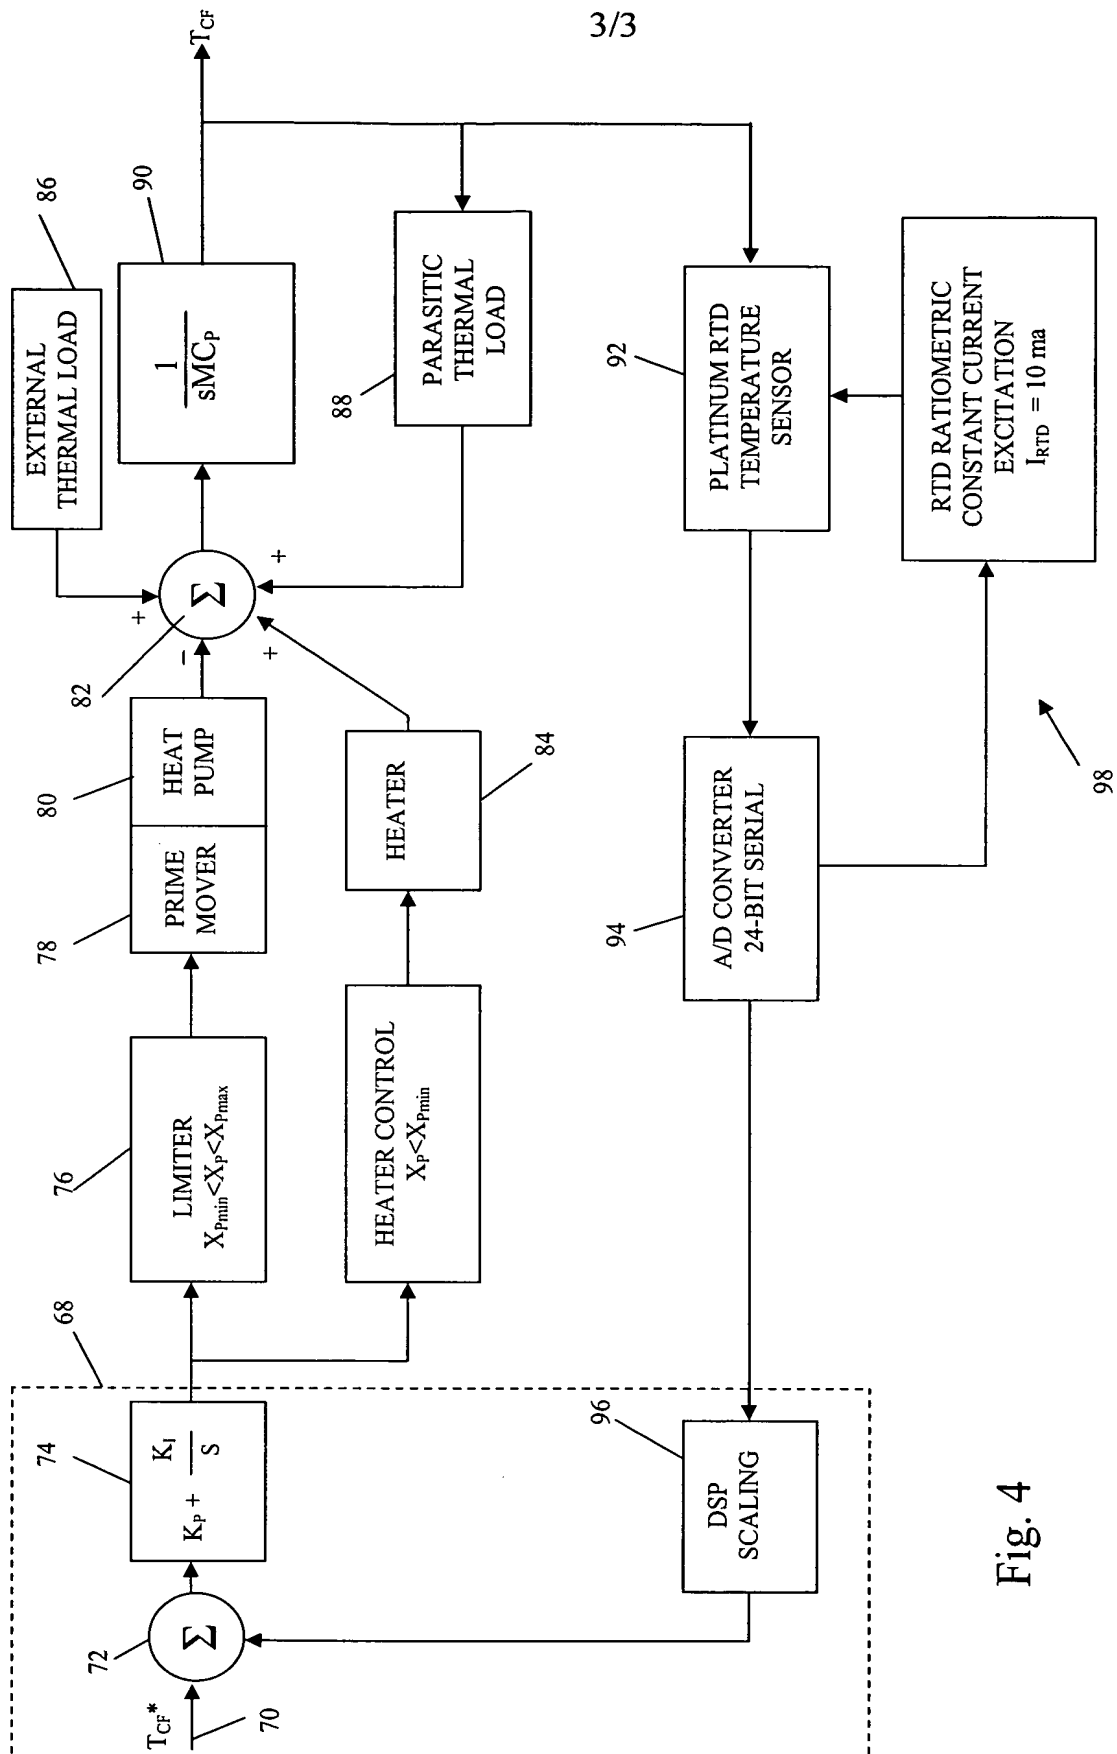 3/3
T_CF*
70
72
Σ
74
K_P + K_I / S
68
76
LIMITER
X_Pmin<X_P<X_Pmax
HEATER CONTROL
X_P<X_Pmin
78
PRIME
MOVER
80
HEAT
PUMP
HEATER
84
82
Σ
−
+
+
+
86
EXTERNAL
THERMAL LOAD
90
1 / sMC_P
T_CF
88
PARASITIC
THERMAL
LOAD
92
PLATINUM RTD
TEMPERATURE
SENSOR
RTD RATIOMETRIC
CONSTANT CURRENT
EXCITATION
I_RTD = 10 ma
94
A/D CONVERTER
24-BIT SERIAL
96
DSP
SCALING
98
Fig. 4